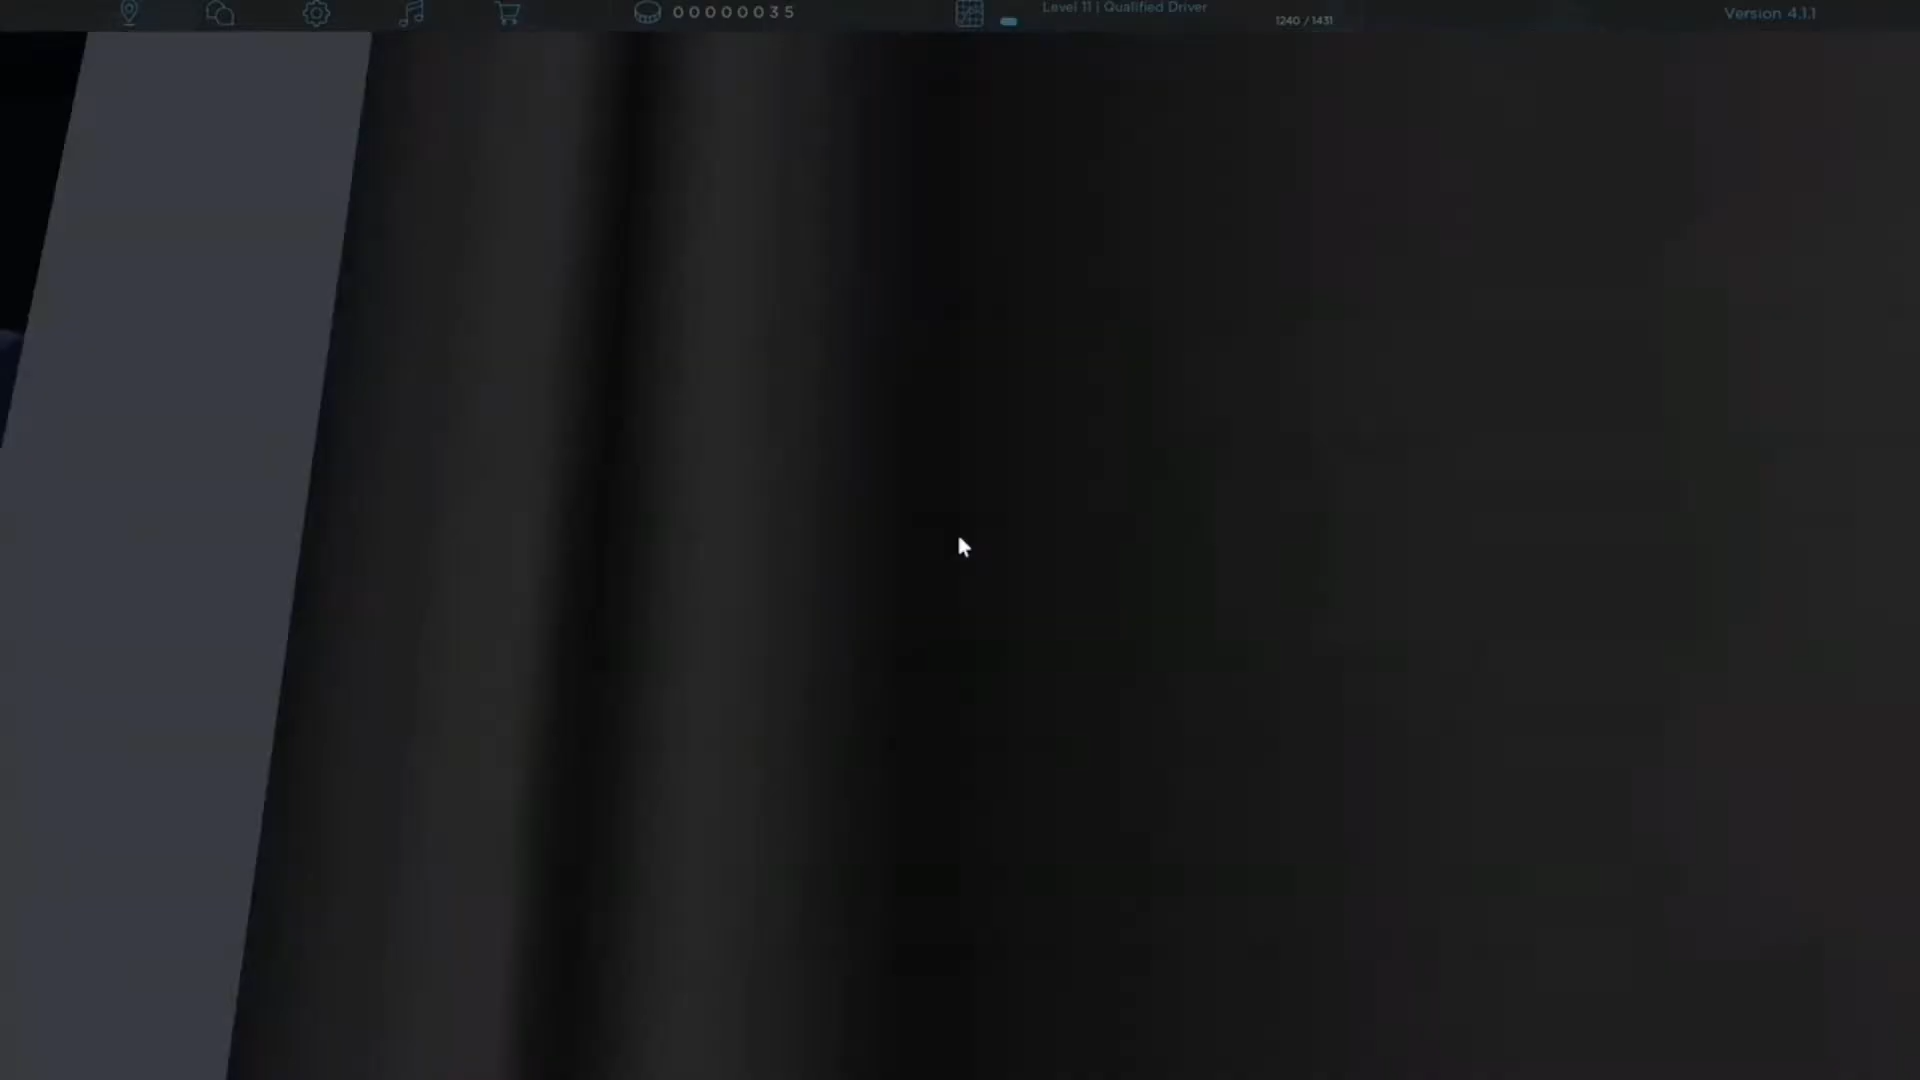 00000035
Level 11 | Qualified Driver
1240 / 1431
Version 4.1.1